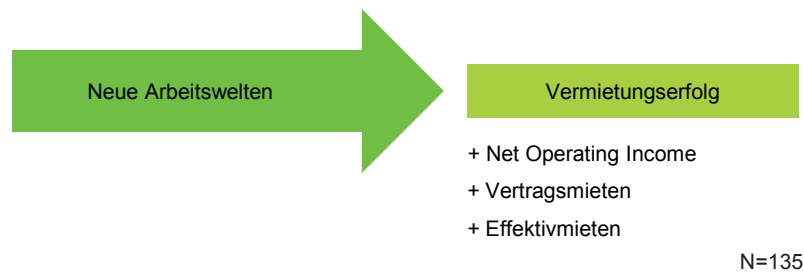 Neue Arbeitswelten
Vermietungserfolg
+ Net Operating Income
+ Vertragsmieten
+ Effektivmieten
N=135